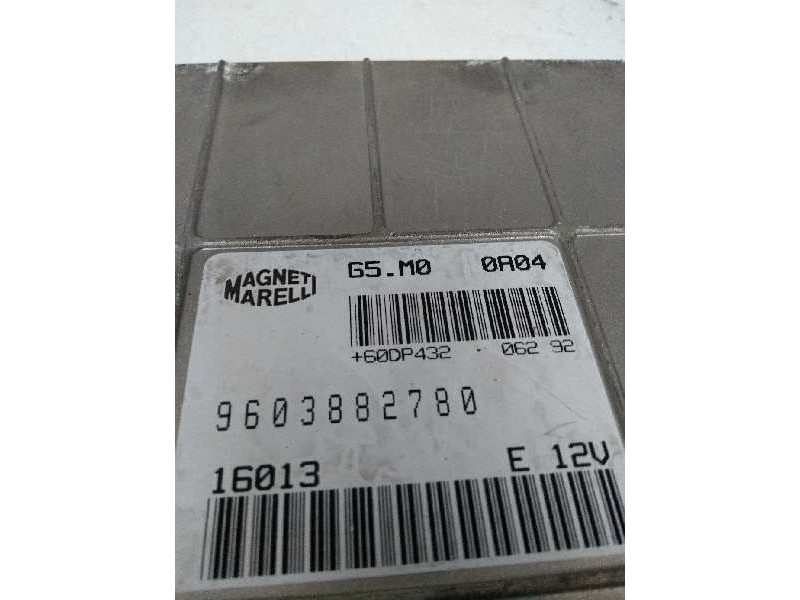 MAGNETI
MARELLI
G5.M0 0A04
+60DP432 · 062 92
9603882780
16013 E 12V